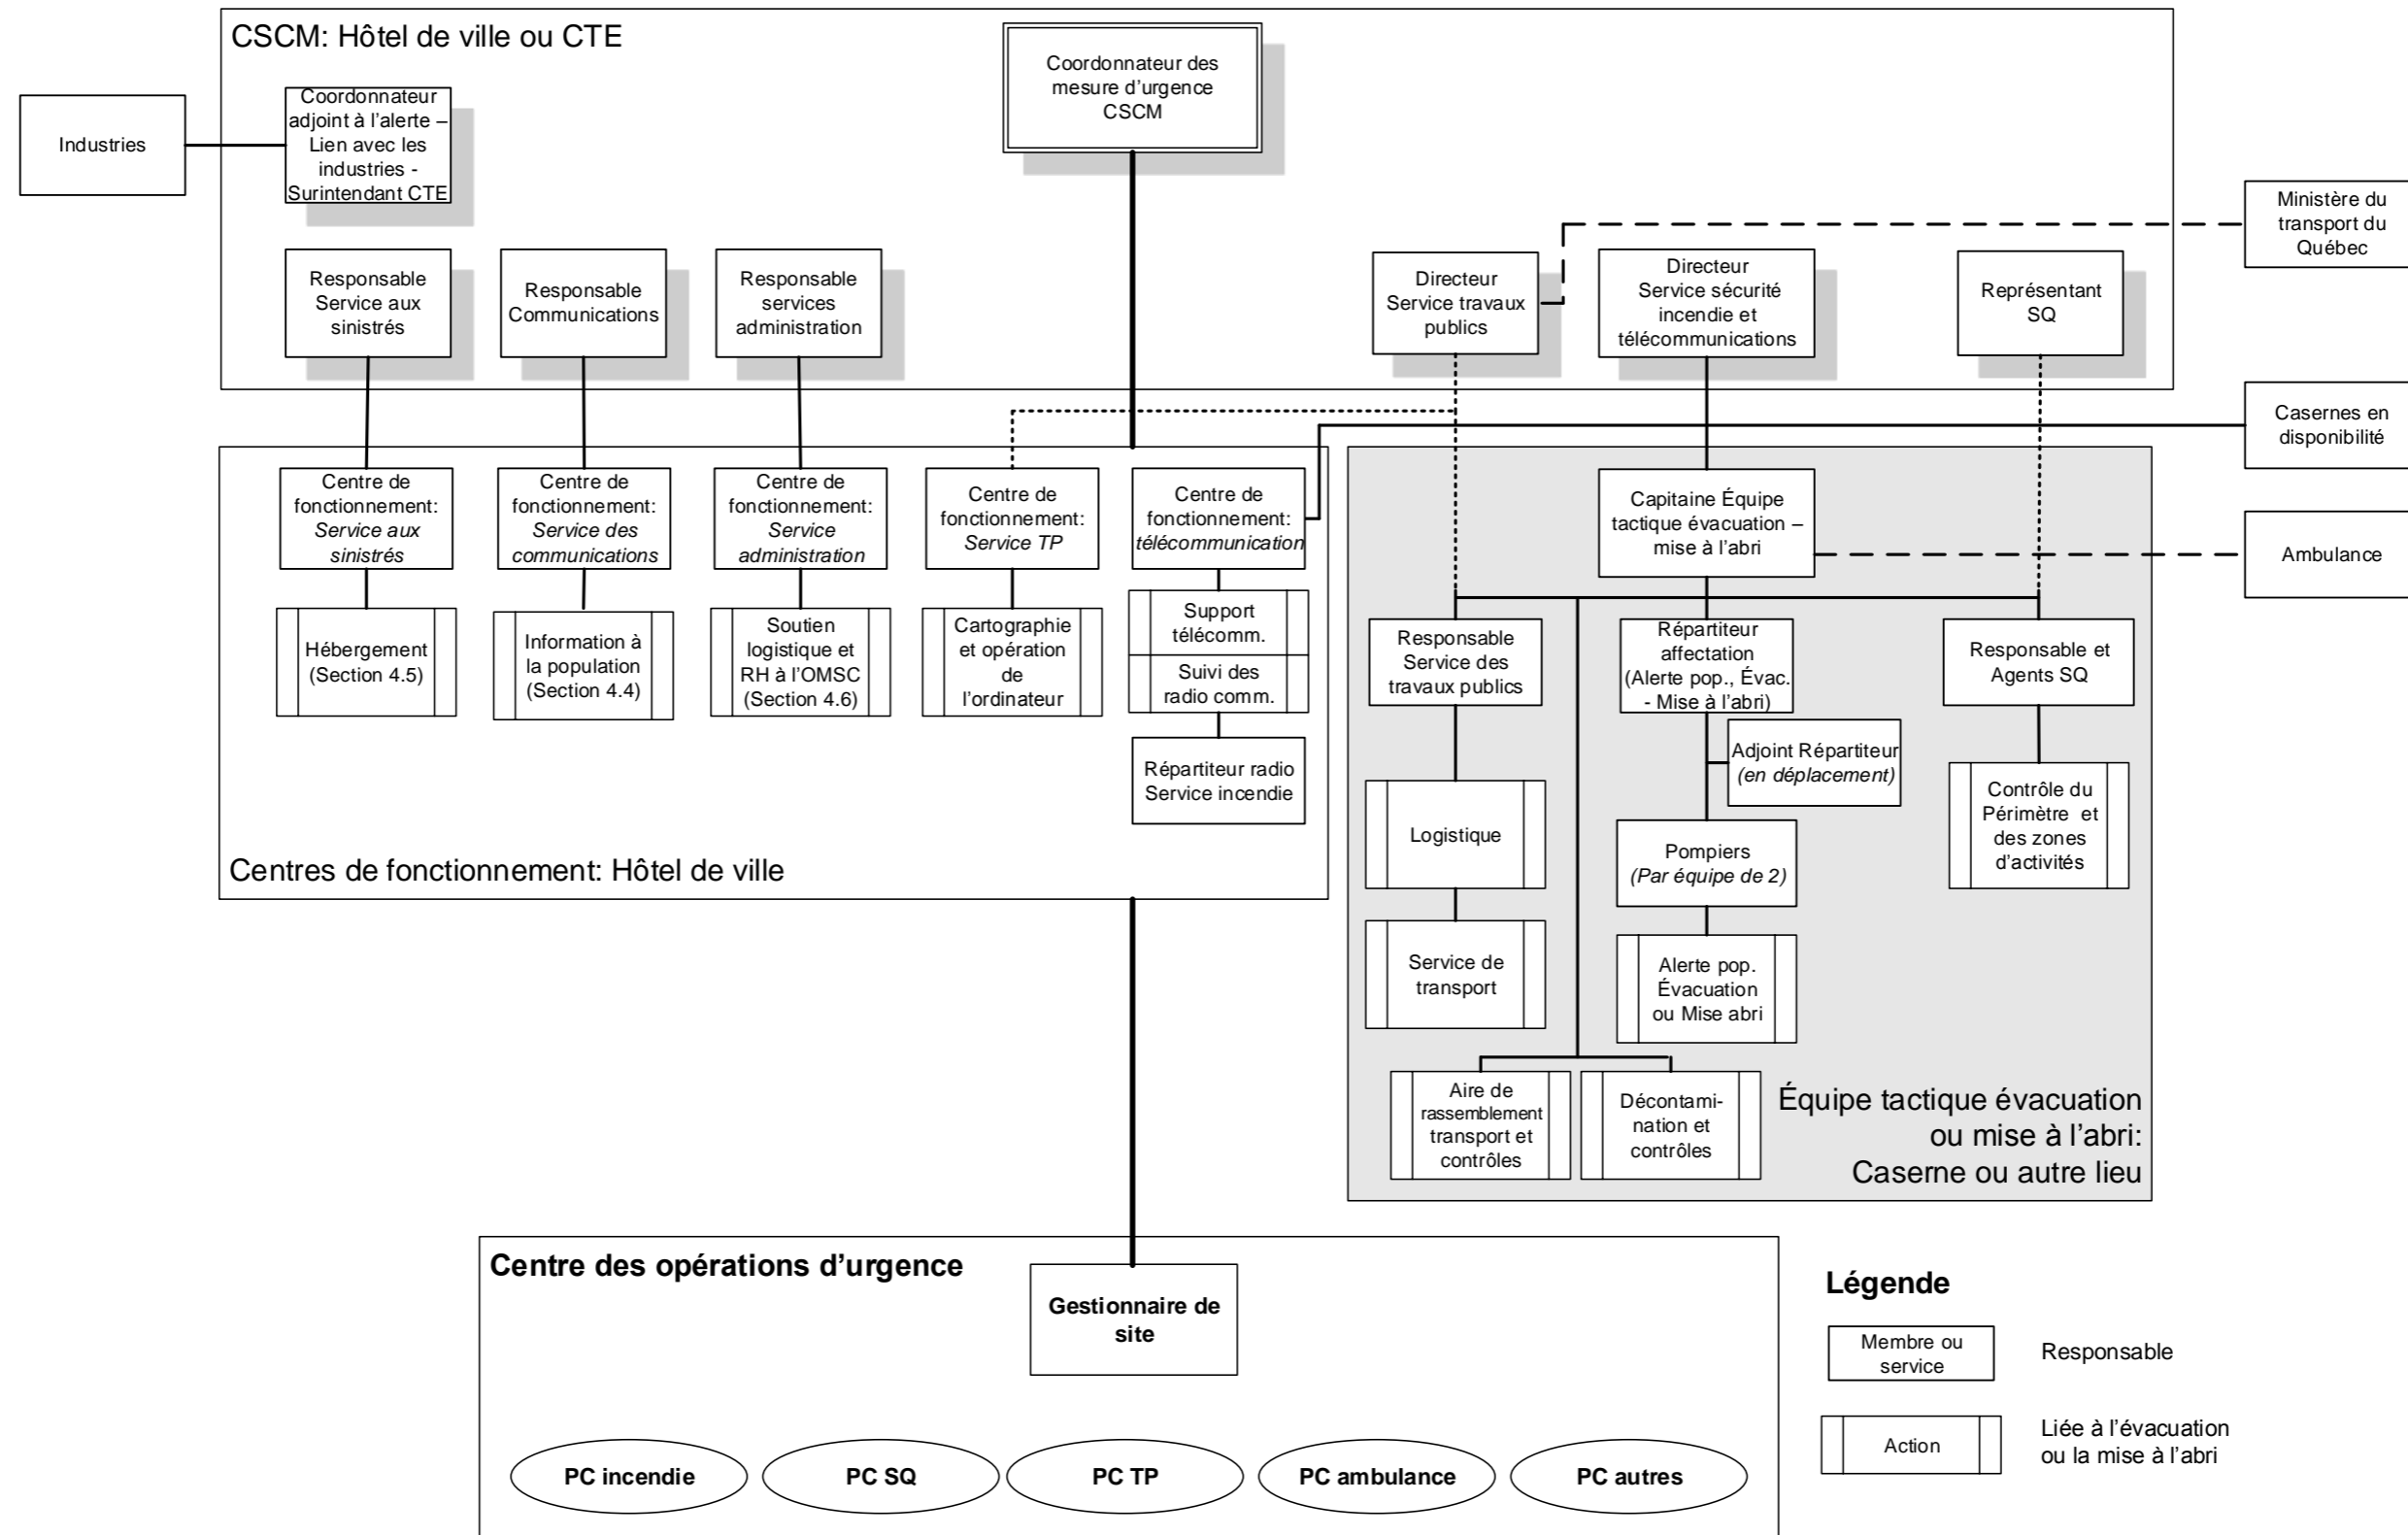 CSCM: Hôtel de ville ou CTE
Coordonnateur des
mesure d'urgence
CSCM
Industries
Coordonnateur
adjoint à l'alerte –
Lien avec les
industries -
Surintendant CTE
Ministère du
transport du
Québec
Responsable
Service aux
sinistrés
Responsable
Communications
Responsable
services
administration
Directeur
Service travaux
publics
Directeur
Service sécurité
incendie et
télécommunications
Représentant
SQ
Casernes en
disponibilité
Centre de
fonctionnement:
Service aux
sinistrés
Centre de
fonctionnement:
Service des
communications
Centre de
fonctionnement:
Service
administration
Centre de
fonctionnement:
Service TP
Centre de
fonctionnement:
télécommunication
Capitaine Équipe
tactique évacuation –
mise à l'abri
Ambulance
Hébergement
(Section 4.5)
Information à
la population
(Section 4.4)
Soutien
logistique et
RH à l'OMSC
(Section 4.6)
Cartographie
et opération
de
l'ordinateur
Support
télécomm.
Suivi des
radio comm.
Répartiteur radio
Service incendie
Responsable
Service des
travaux publics
Répartiteur
affectation
(Alerte pop., Évac.
- Mise à l'abri)
Responsable et
Agents SQ
Adjoint Répartiteur
(en déplacement)
Logistique
Pompiers
(Par équipe de 2)
Contrôle du
Périmètre et
des zones
d'activités
Centres de fonctionnement: Hôtel de ville
Service de
transport
Alerte pop.
Évacuation
ou Mise abri
Aire de
rassemblement
transport et
contrôles
Décontami-
nation et
contrôles
Équipe tactique évacuation
ou mise à l'abri:
Caserne ou autre lieu
Centre des opérations d'urgence
Gestionnaire de
site
PC incendie
PC SQ
PC TP
PC ambulance
PC autres
Légende
Membre ou
service
Responsable
Action
Liée à l'évacuation
ou la mise à l'abri